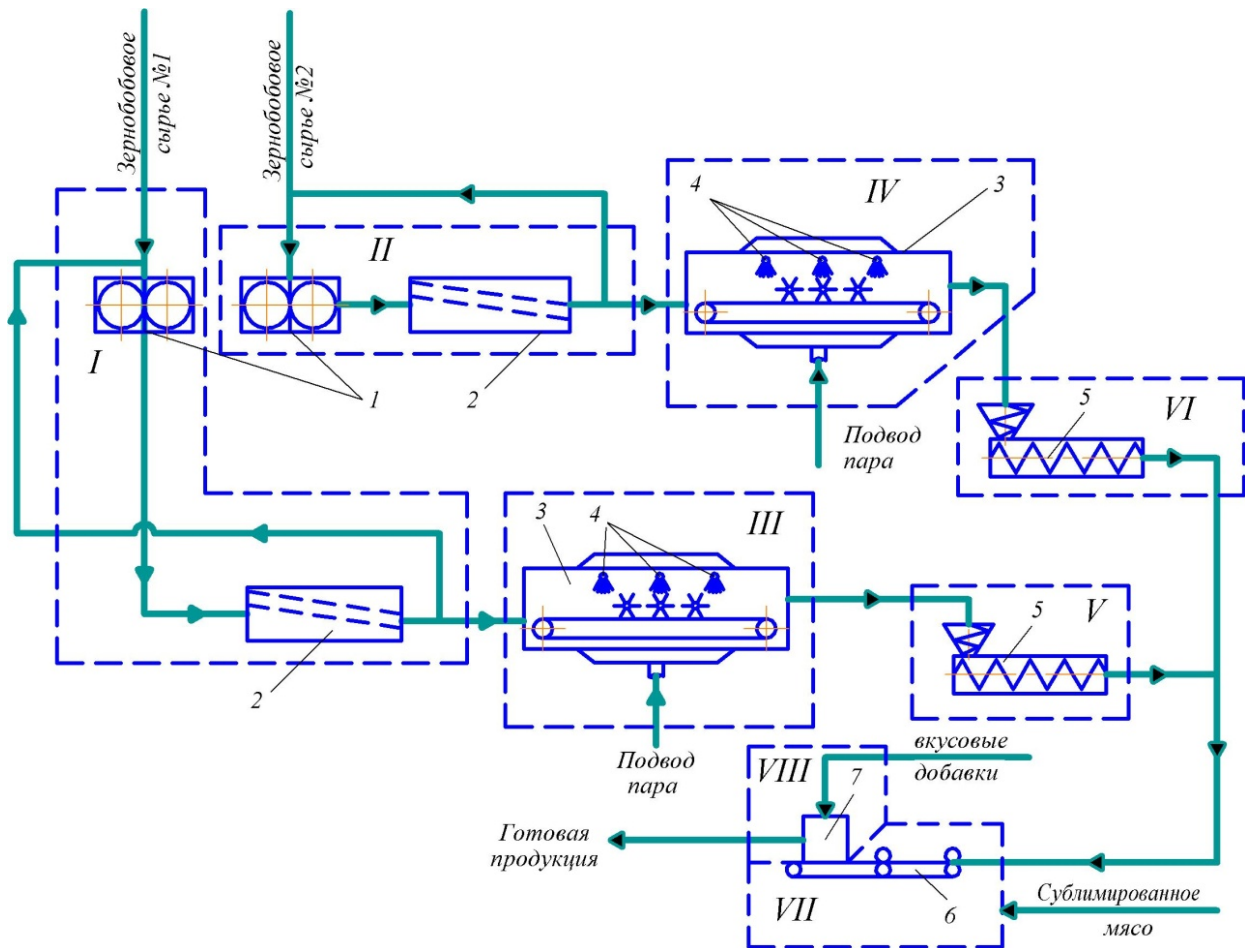 Зернобобовое
сырье №1
Зернобобовое
сырье №2
I
II
1
2
4
IV
3
Подвод
пара
VI
5
3
4
III
2
Подвод
пара
V
5
вкусовые
добавки
VIII
7
Готовая
продукция
VII
6
Сублимированное
мясо